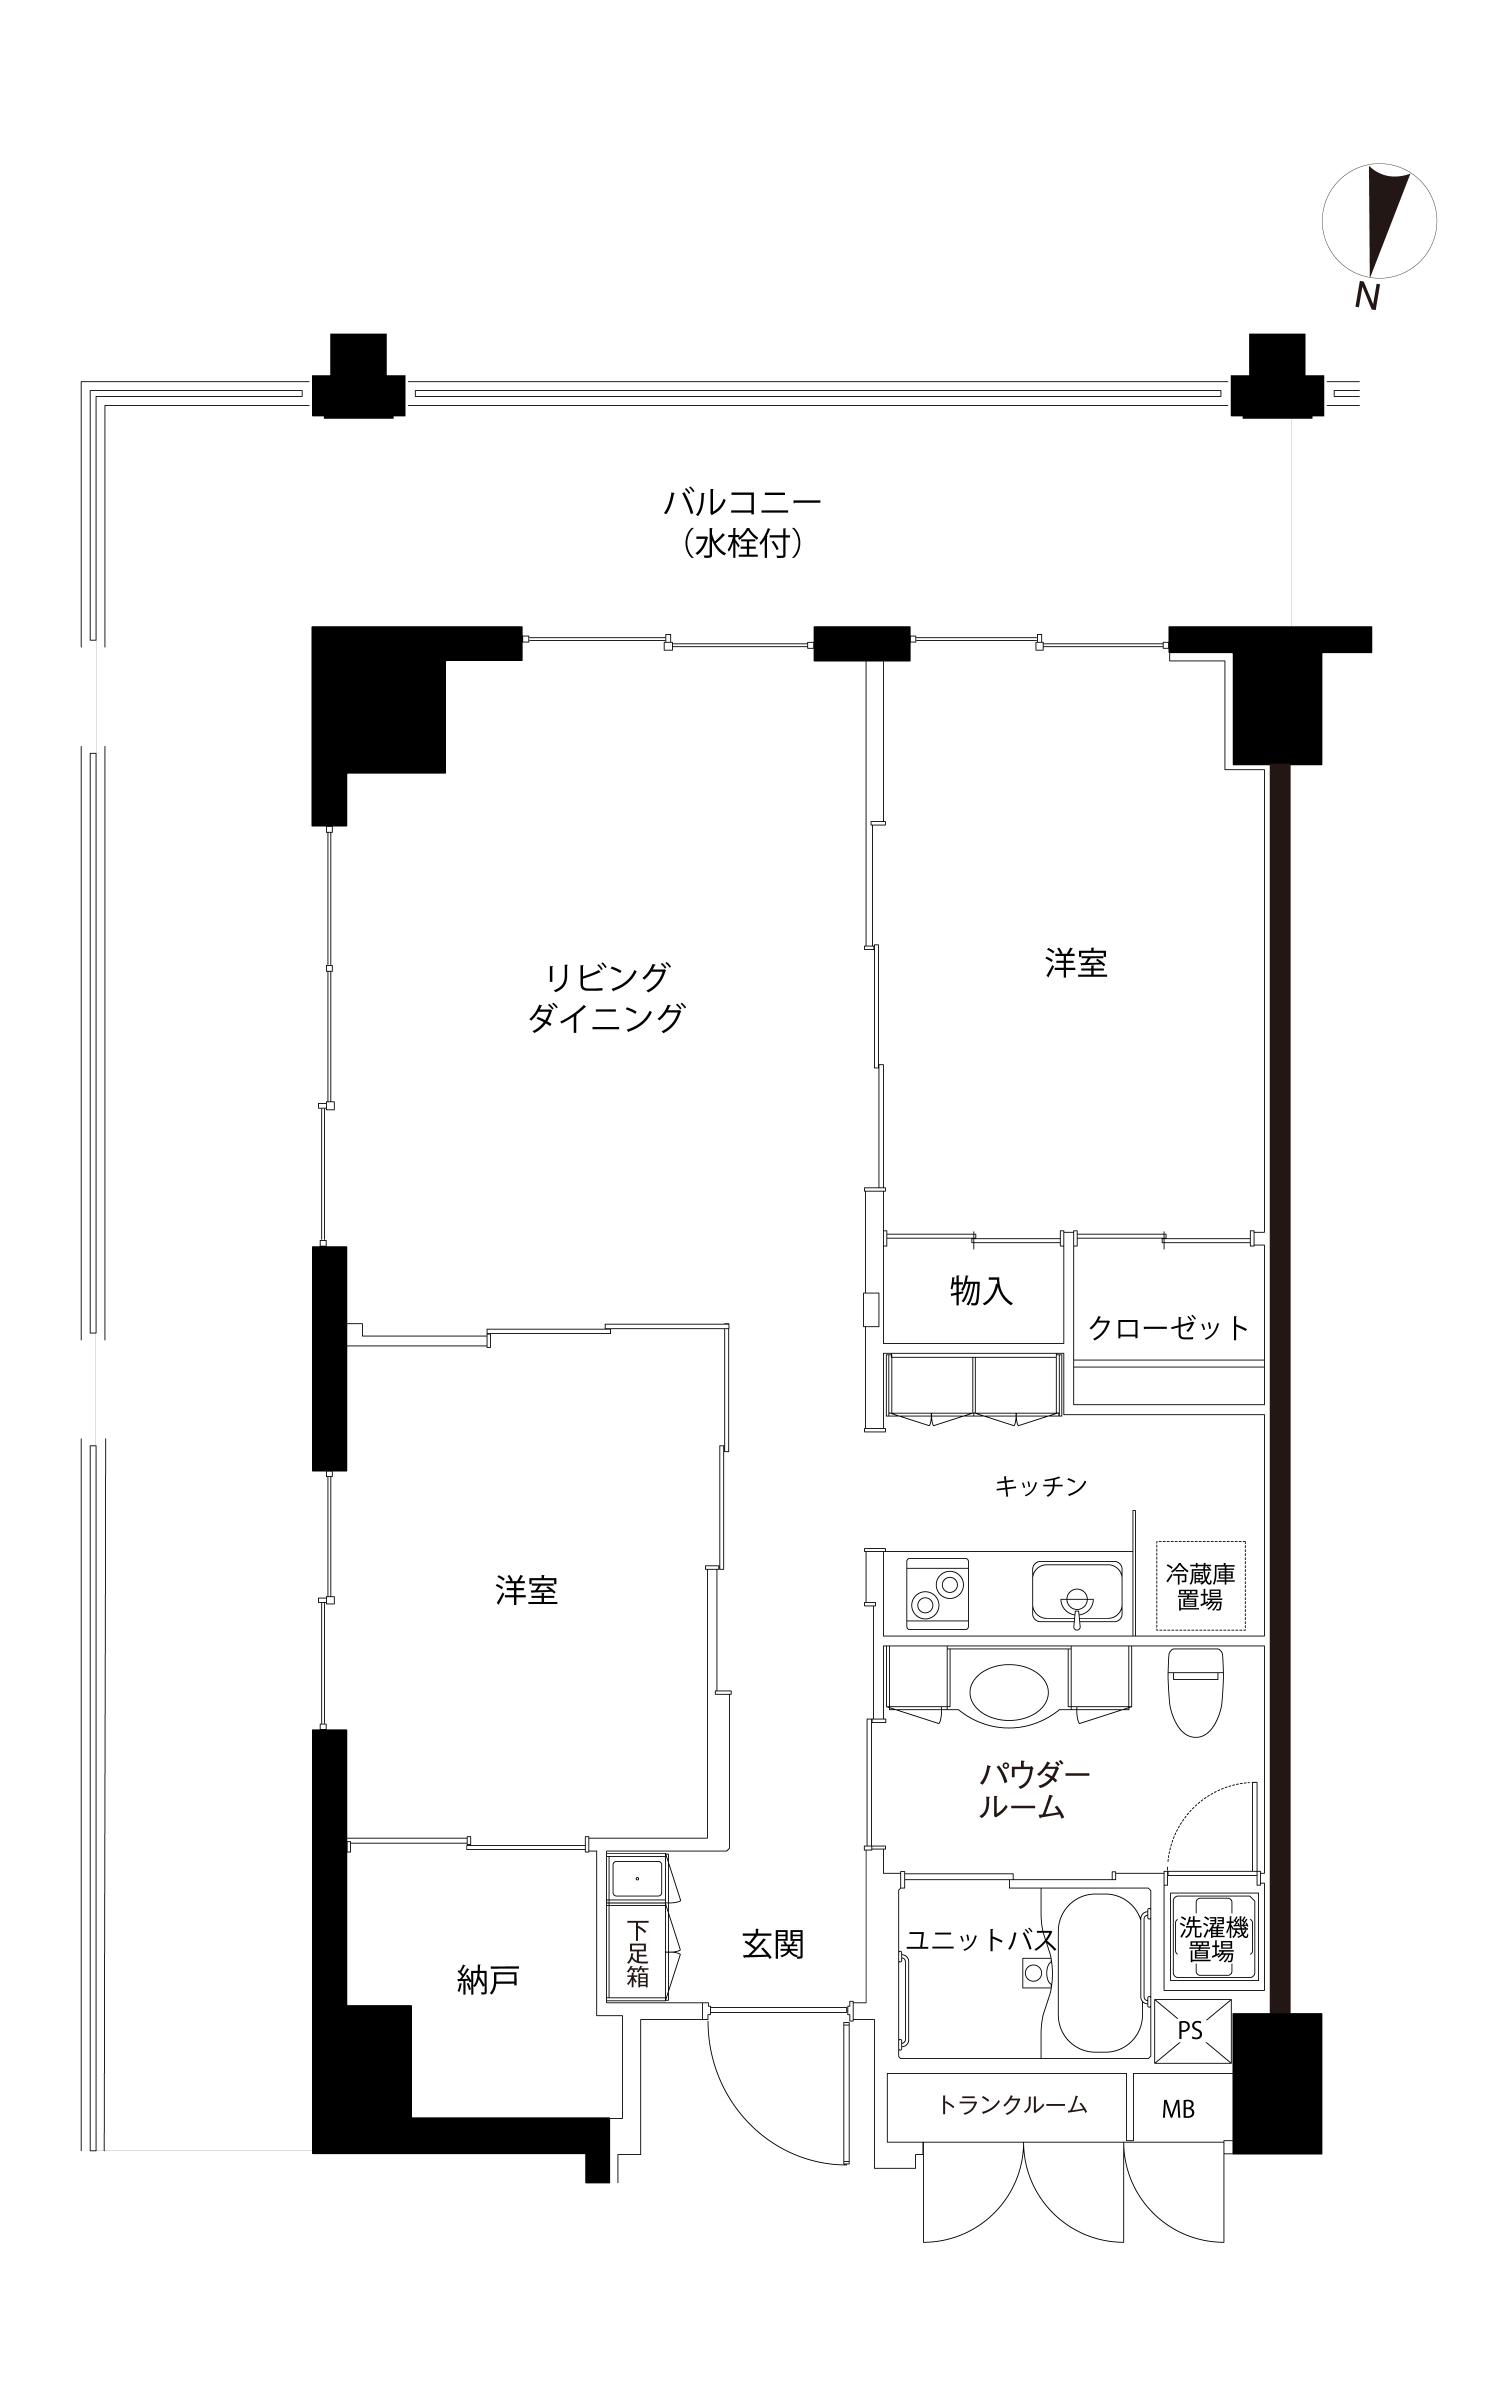 N
バルコニー
（水栓付）
リビング
ダイニング
洋室
物入
クローゼット
キッチン
冷蔵庫
置場
洋室
パウダー
ルーム
下足箱
玄関
ユニットバス
洗濯機
置場
納戸
PS
トランクルーム
MB